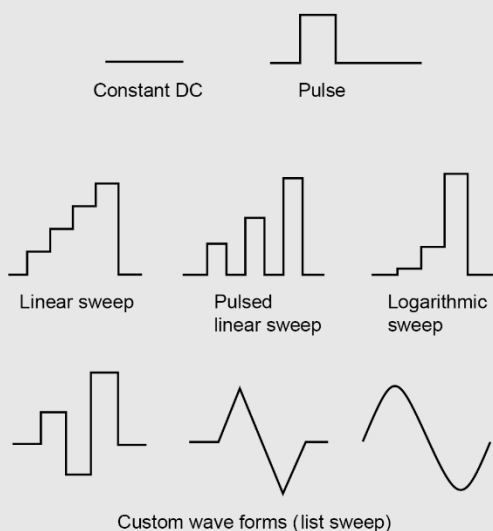 Constant DC
Pulse
Linear sweep
Pulsed
linear sweep
Logarithmic
sweep
Custom wave forms (list sweep)